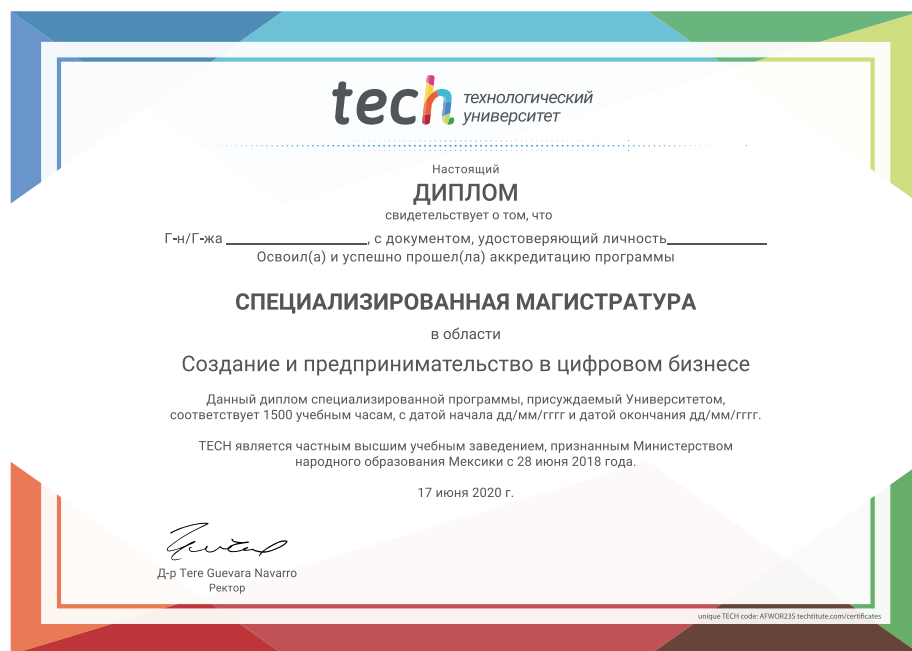 tech технологический
университет
Настоящий
ДИПЛОМ
свидетельствует о том, что
Г-н/Г-жа ____________________, с документом, удостоверяющий личность______________
Освоил(а) и успешно прошел(ла) аккредитацию программы
СПЕЦИАЛИЗИРОВАННАЯ МАГИСТРАТУРА
в области
Создание и предпринимательство в цифровом бизнесе
Данный диплом специализированной программы, присуждаемый Университетом,
соответствует 1500 учебным часам, с датой начала дд/мм/гггг и датой окончания дд/мм/гггг.
TECH является частным высшим учебным заведением, признанным Министерством
народного образования Мексики с 28 июня 2018 года.
17 июня 2020 г.
Д-р Tere Guevara Navarro
Ректор
unique TECH code: AFWOR23S techtitute.com/certificates